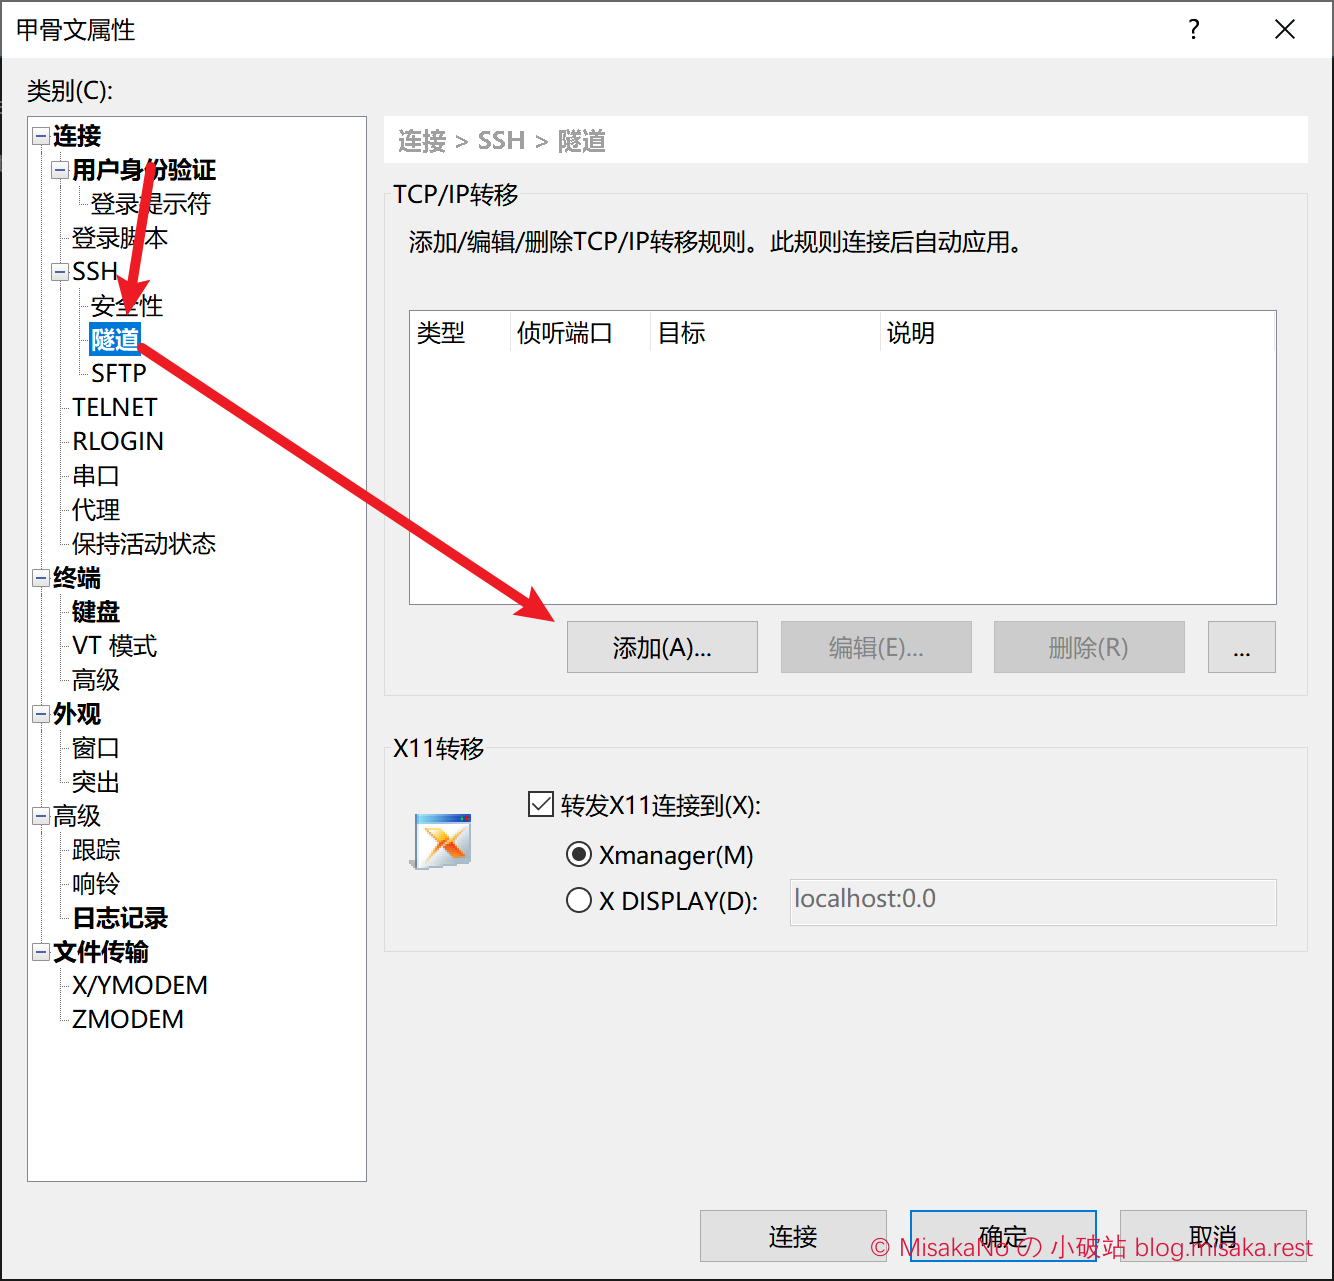 甲骨文属性
?
类别(C):
连接
用户身份验证
登录提示符
登录脚本
SSH
安全性
隧道
SFTP
TELNET
RLOGIN
串口
代理
保持活动状态
终端
键盘
VT 模式
高级
外观
窗口
突出
高级
跟踪
响铃
日志记录
文件传输
X/YMODEM
ZMODEM
连接 > SSH > 隧道
TCP/IP转移
添加/编辑/删除TCP/IP转移规则。此规则连接后自动应用。
类型 侦听端口 目标 说明
添加(A)... 编辑(E)... 删除(R) ...
X11转移
转发X11连接到(X):
Xmanager(M)
X DISPLAY(D): localhost:0.0
连接 确定 取消
© MisakaNo の 小破站 blog.misaka.rest